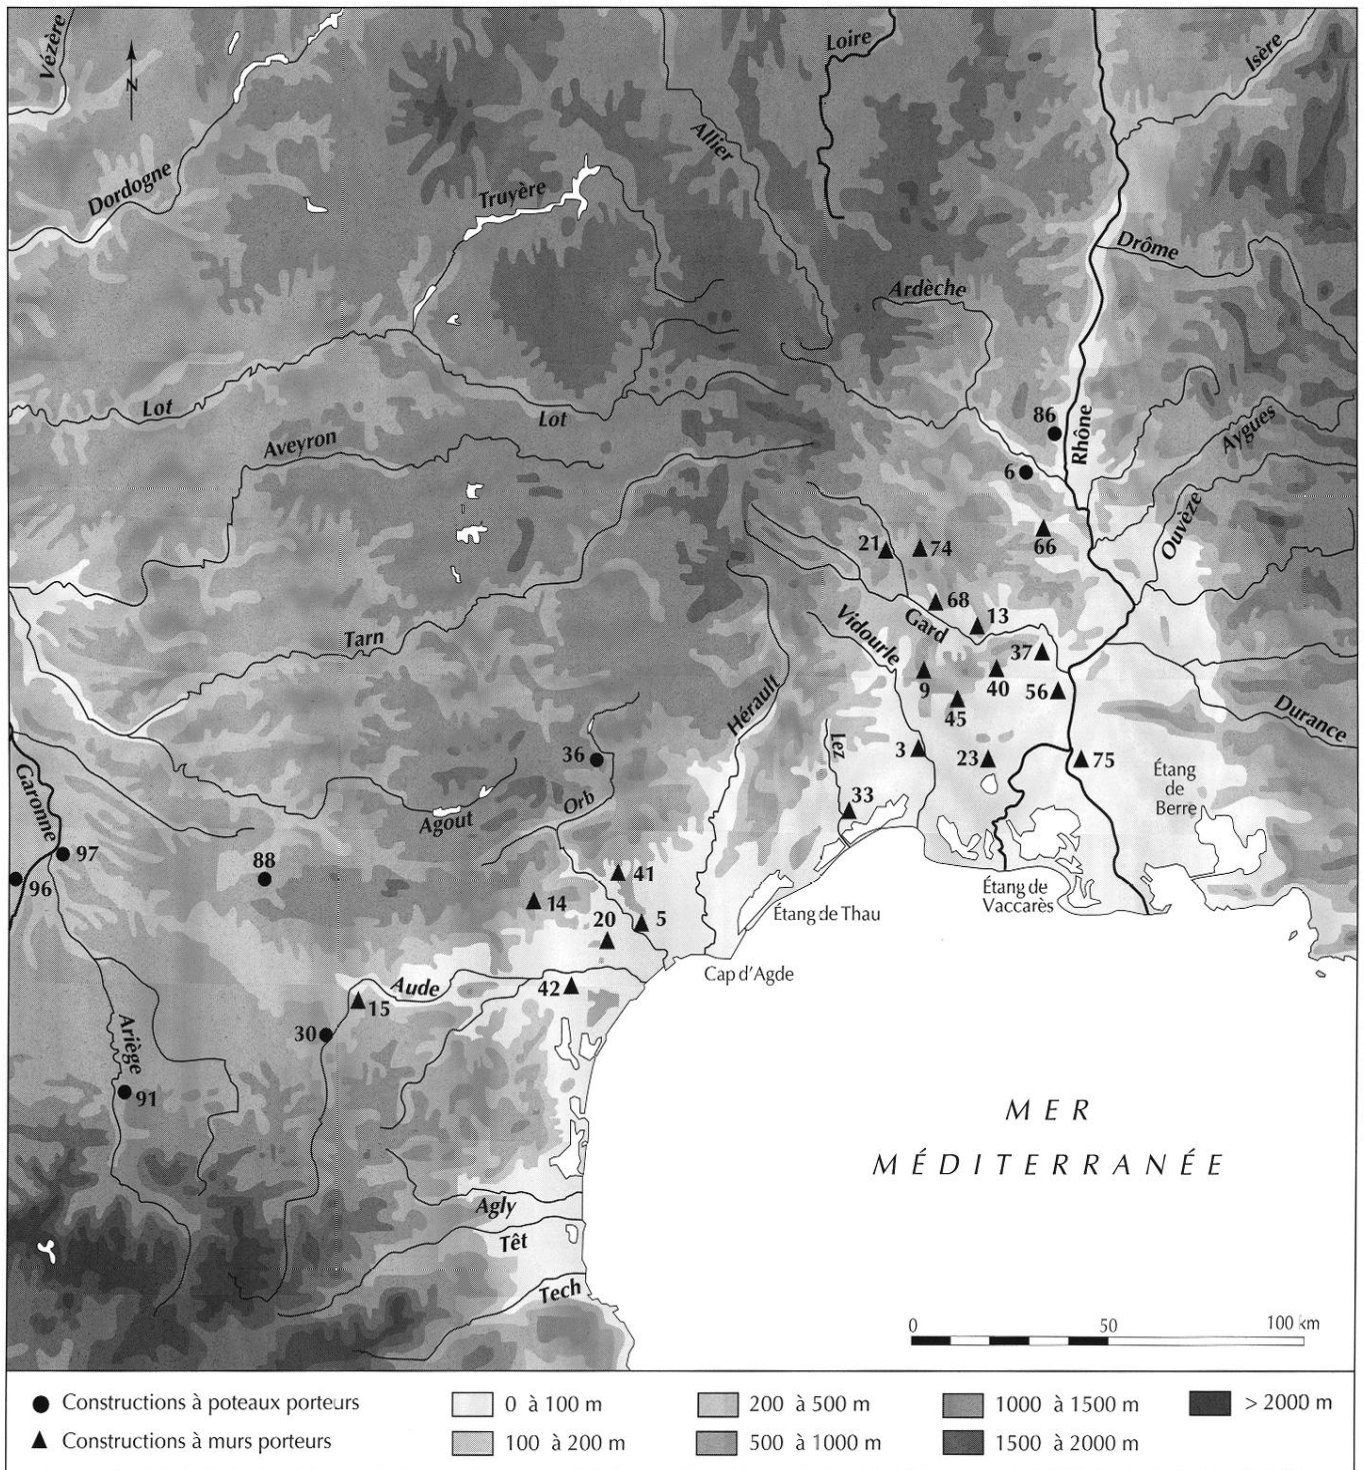 Vézère
N
Loire
Isère
Allier
Dordogne
Truyère
Drôme
Ardèche
Lot
Lot
Aveyron
86
Rhône
Aygues
6
Ouvèze
66
21
74
68
13
Gard
Vidourle
Tarn
37
9
40
56
45
Hérault
Durance
Lez
3
23
75
36
Étang
de
Berre
Garonne
Orb
33
Agout
97
88
96
41
14
Étang de
Vaccarès
20
5
Étang de Thau
Cap d'Agde
Aude
42
15
30
Ariège
91
MER
MÉDITERRANÉE
Agly
Têt
Tech
0 50 100 km
Constructions à poteaux porteurs
0 à 100 m
200 à 500 m
1000 à 1500 m
> 2000 m
Constructions à murs porteurs
100 à 200 m
500 à 1000 m
1500 à 2000 m